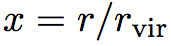 x = r/r_vir